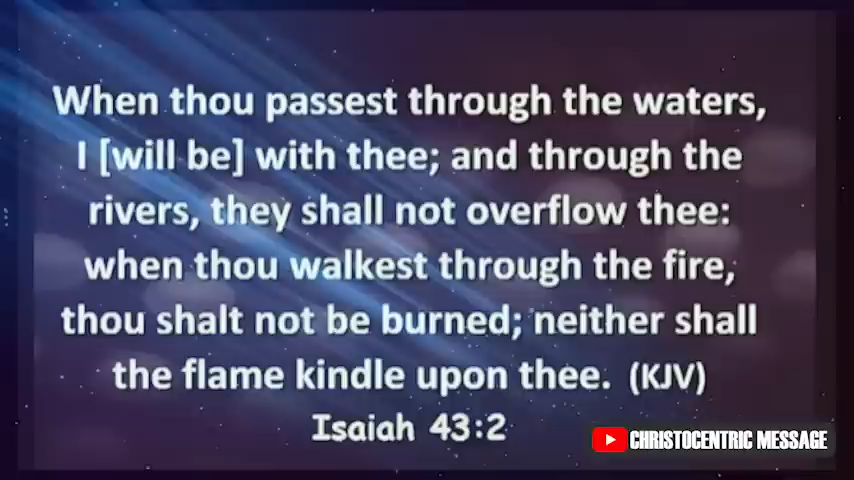 When thou passest through the waters,
I [will be] with thee; and through the
rivers, they shall not overflow thee:
when thou walkest through the fire,
thou shalt not be burned; neither shall
the flame kindle upon thee. (KJV)
Isaiah 43:2
CHRISTOCENTRIC MESSAGE